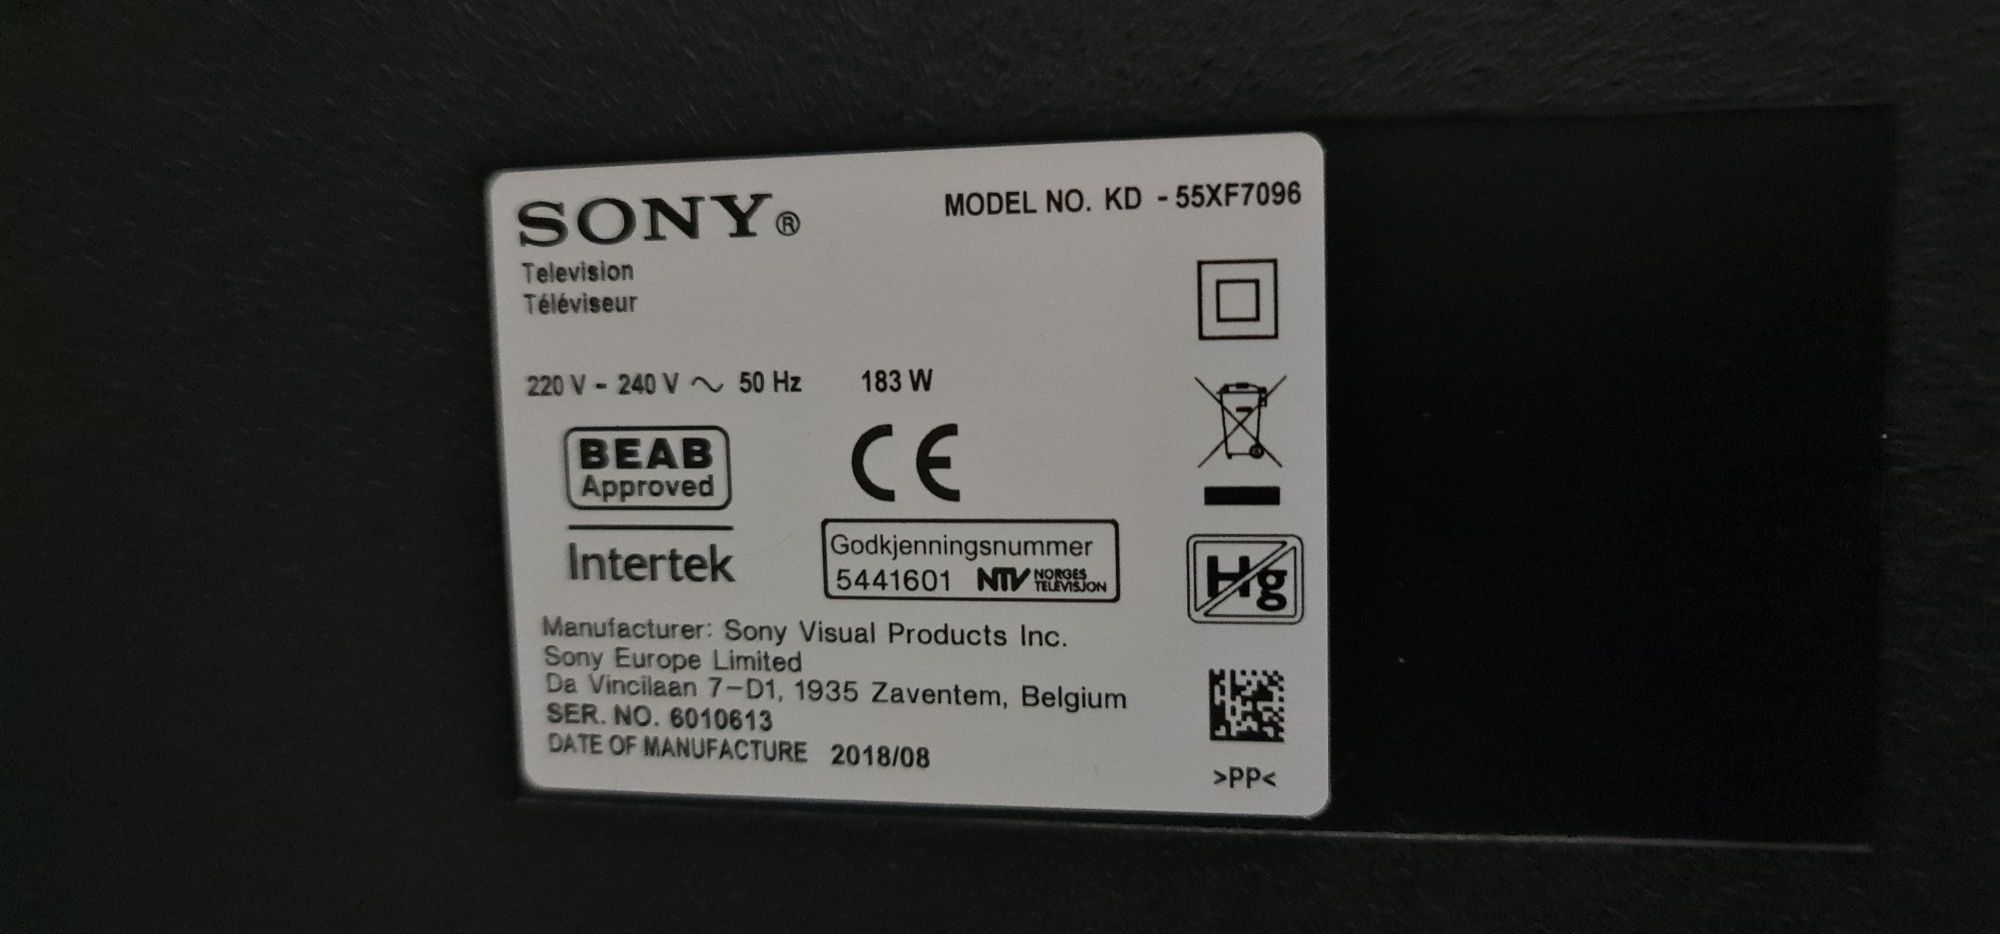 SONY®
MODEL NO. KD - 55XF7096
Television
Téléviseur
220 V - 240 V ~ 50 Hz 183 W
BEAB
Approved
CE
Intertek
Godkjenningsnummer
5441601 NTV NORGES
TELEVISJON
Hg
Manufacturer: Sony Visual Products Inc.
Sony Europe Limited
Da Vincilaan 7-D1, 1935 Zaventem, Belgium
SER. NO. 6010613
DATE OF MANUFACTURE 2018/08
>PP<